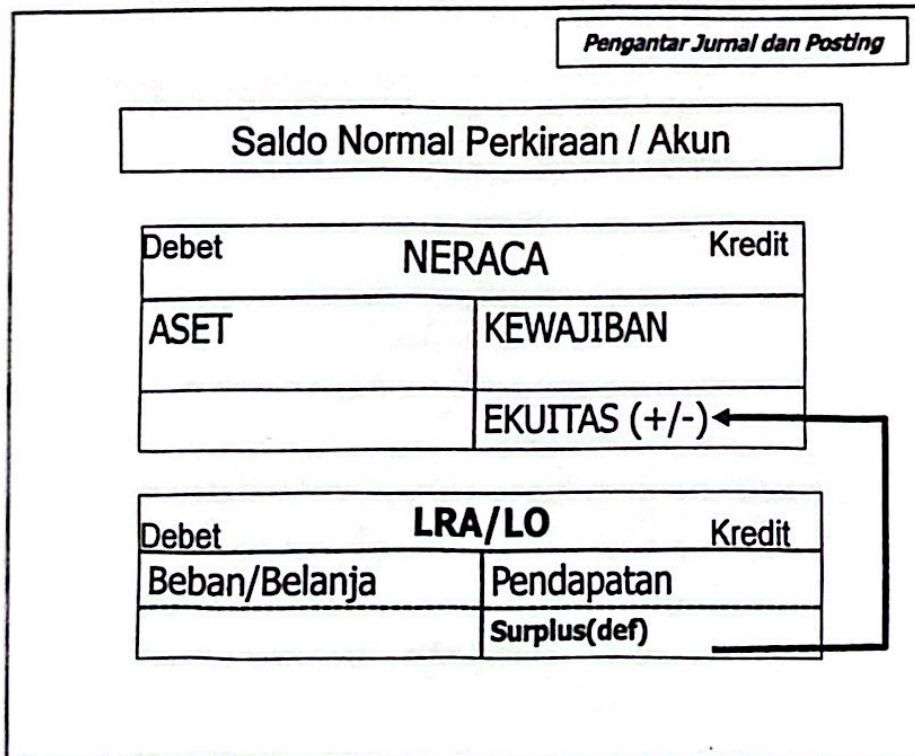 Pengantar Jurnal dan Posting
Saldo Normal Perkiraan / Akun
Debet NERACA Kredit
ASET KEWAJIBAN
EKUITAS (+/-)
Debet LRA/LO Kredit
Beban/Belanja Pendapatan
Surplus(def)